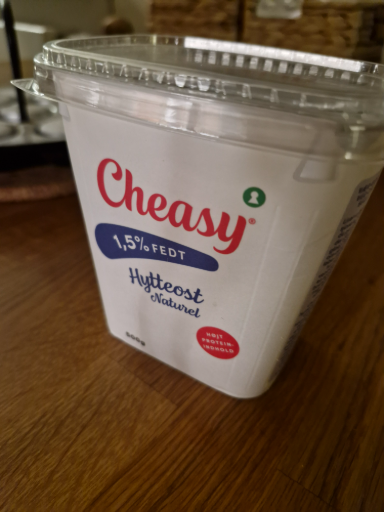 Cheasy®
1,5% FEDT
Hytteost
Naturel
HØJT
PROTEIN-
INDHOLD